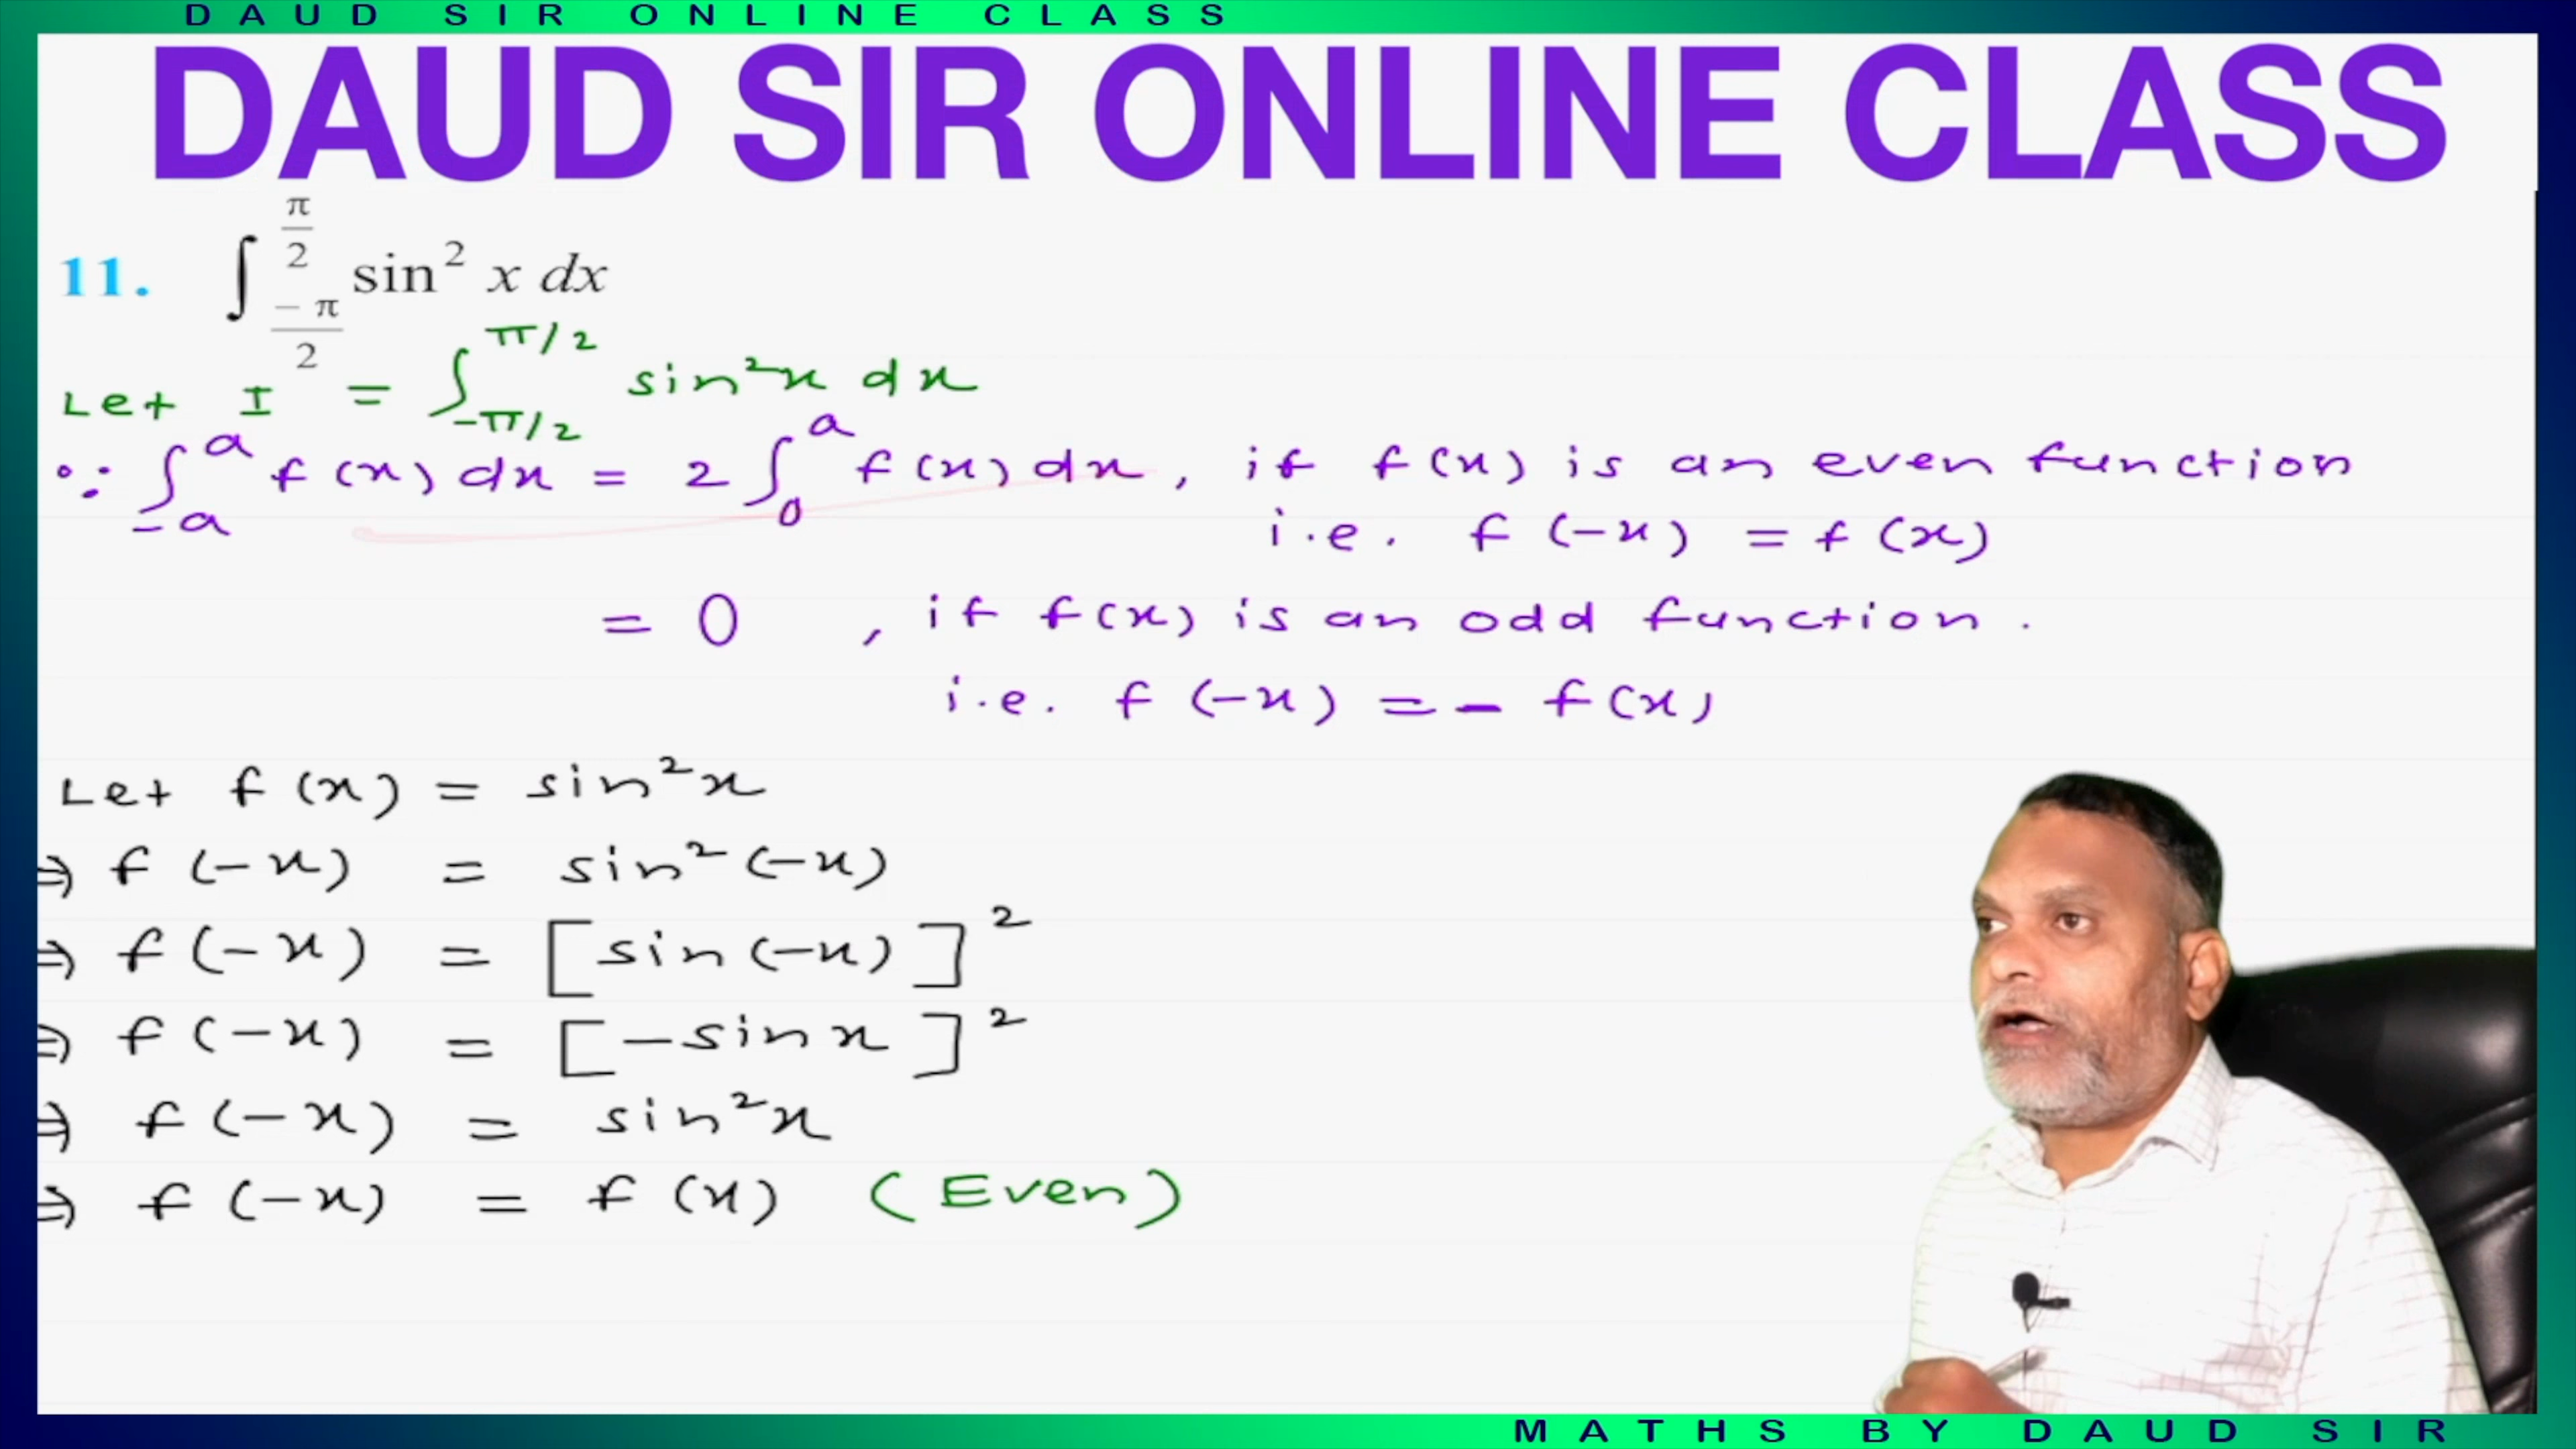 DAUD SIR ONLINE CLASS
DAUD SIR ONLINE CLASS
11. ∫_{-π/2}^{π/2} sin² x dx
Let I = ∫_{-π/2}^{π/2} sin²x dx
∵ ∫_{-a}^{a} f(x) dx = 2 ∫_{0}^{a} f(x) dx, if f(x) is an even function
i.e. f(-x) = f(x)
= 0 , if f(x) is an odd function.
i.e. f(-x) = - f(x)
Let f(x) = sin²x
⇒ f(-x) = sin²(-x)
⇒ f(-x) = [sin(-x)]²
⇒ f(-x) = [-sin x]²
⇒ f(-x) = sin²x
⇒ f(-x) = f(x) (Even)
MATHS BY DAUD SIR